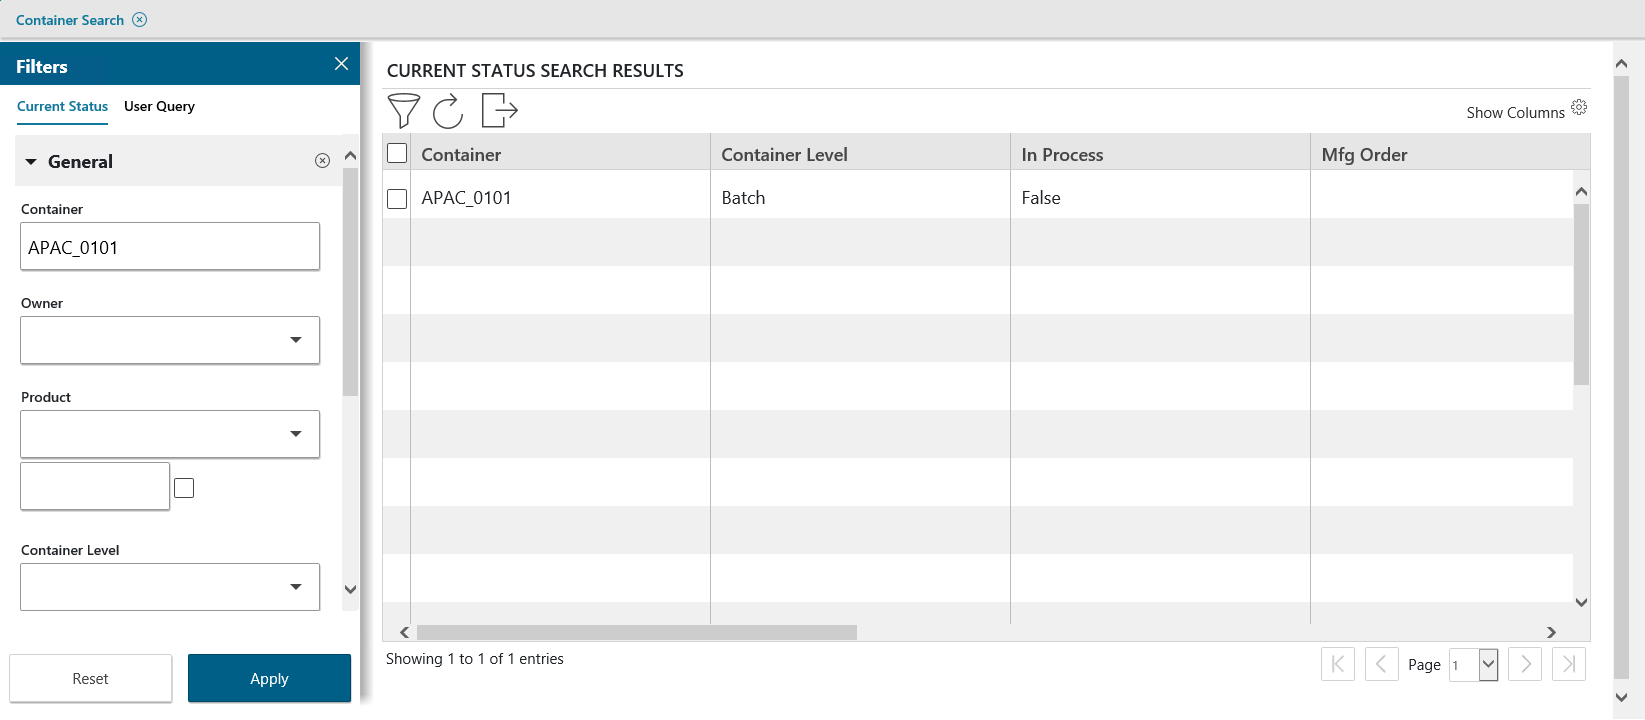 Container Search
Filters
Current Status User Query
General
Container
APAC_0101
Owner
Product
Container Level
Reset Apply
CURRENT STATUS SEARCH RESULTS
Show Columns
Container Container Level In Process Mfg Order
APAC_0101 Batch False
Showing 1 to 1 of 1 entries
Page 1